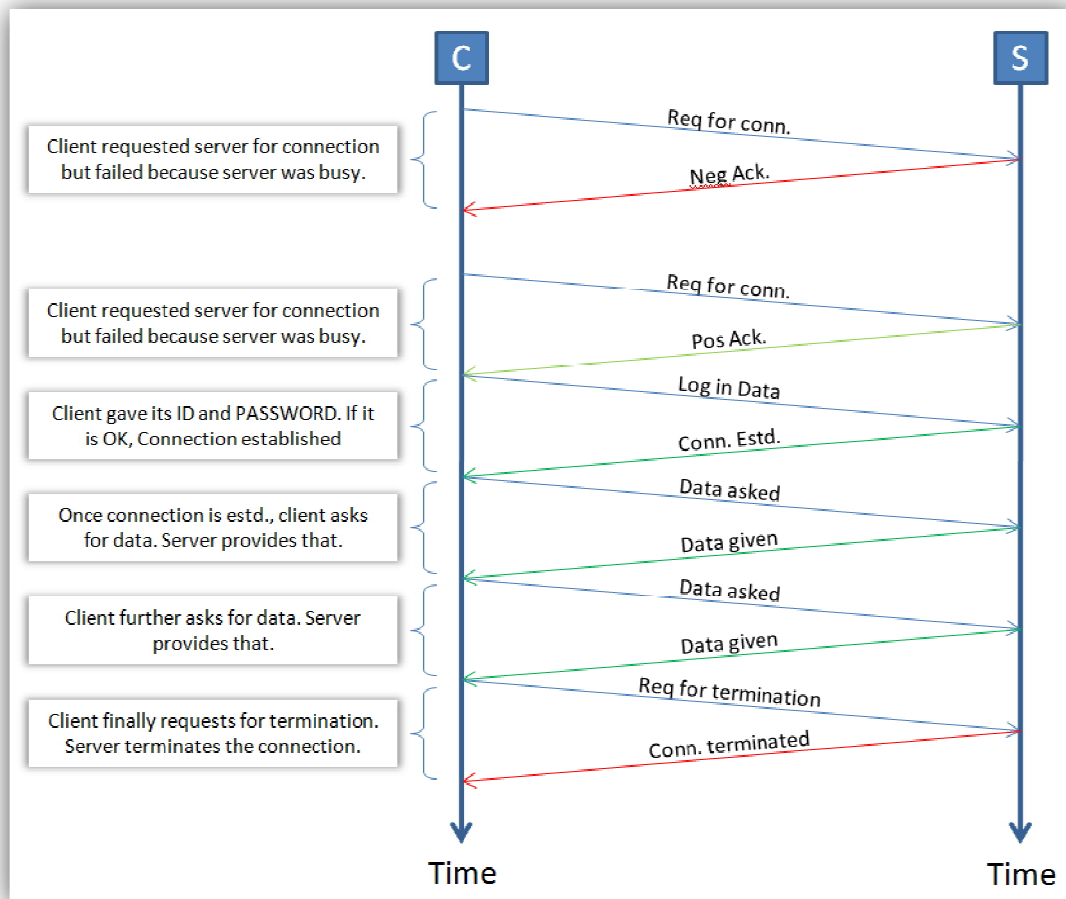 C
S
Req for conn.
Client requested server for connection
but failed because server was busy.
Neg Ack.
Req for conn.
Client requested server for connection
but failed because server was busy.
Pos Ack.
Log in Data
Client gave its ID and PASSWORD. If it
is OK, Connection established
Conn. Estd.
Data asked
Once connection is estd., client asks
for data. Server provides that.
Data given
Data asked
Client further asks for data. Server
provides that.
Data given
Req for termination
Client finally requests for termination.
Server terminates the connection.
Conn. terminated
Time
Time